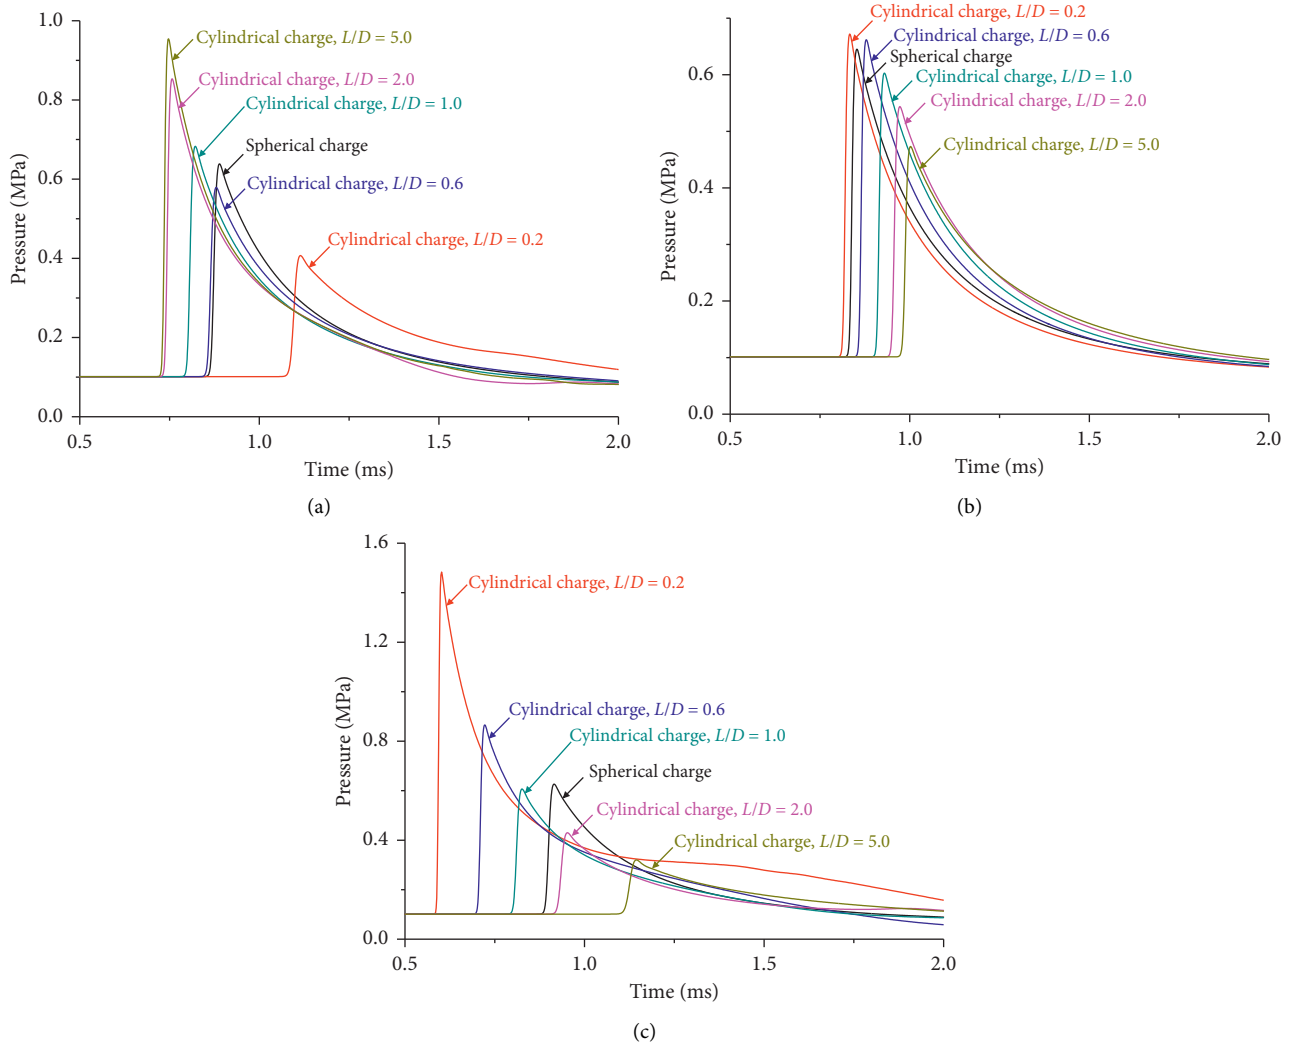 1.0
0.8
0.6
0.4
0.2
0.0
Pressure (MPa)
Cylindrical charge, L/D = 5.0
Cylindrical charge, L/D = 2.0
Cylindrical charge, L/D = 1.0
Spherical charge
Cylindrical charge, L/D = 0.6
Cylindrical charge, L/D = 0.2
0.5 1.0 1.5 2.0
Time (ms)
(a)
0.6
0.4
0.2
0.0
Pressure (MPa)
Cylindrical charge, L/D = 0.2
Cylindrical charge, L/D = 0.6
Spherical charge
Cylindrical charge, L/D = 1.0
Cylindrical charge, L/D = 2.0
Cylindrical charge, L/D = 5.0
0.5 1.0 1.5 2.0
Time (ms)
(b)
1.6
1.2
0.8
0.4
0.0
Pressure (MPa)
Cylindrical charge, L/D = 0.2
Cylindrical charge, L/D = 0.6
Cylindrical charge, L/D = 1.0
Spherical charge
Cylindrical charge, L/D = 2.0
Cylindrical charge, L/D = 5.0
0.5 1.0 1.5 2.0
Time (ms)
(c)